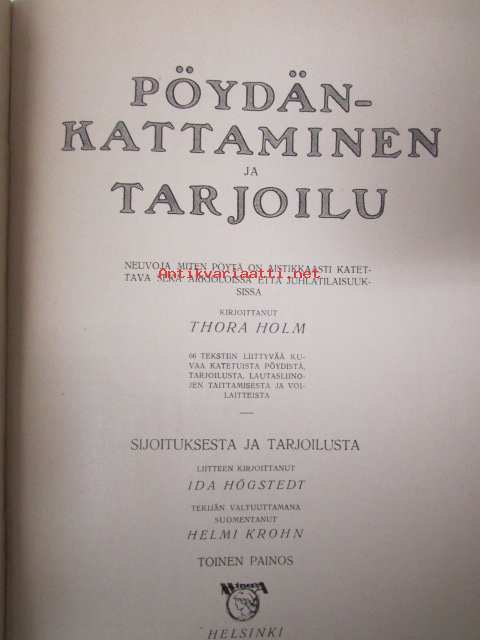 PÖYDÄN-
KATTAMINEN
JA
TARJOILU
NEUVOJA MITEN PÖYTÄ ON AISTIKKAASTI KATET-
Antikvariaatti.net
TAVA SEKÄ ARKIOLOISSA ETTÄ JUHLATILAISUUK-
SISSA
KIRJOITTANUT
THORA HOLM
66 TEKSTIIN LIITTYVÄÄ KU-
VAA KATETUISTA PÖYDISTÄ,
TARJOILUSTA, LAUTASLIINO-
JEN TAITTAMISESTA JA VOI-
LAITTEISTA
SIJOITUKSESTA JA TARJOILUSTA
LIITTEEN KIRJOITTANUT
IDA HÖGSTEDT
TEKIJÄN VALTUUTTAMANA
SUOMENTANUT
HELMI KROHN
TOINEN PAINOS
MINERVA
HELSINKI